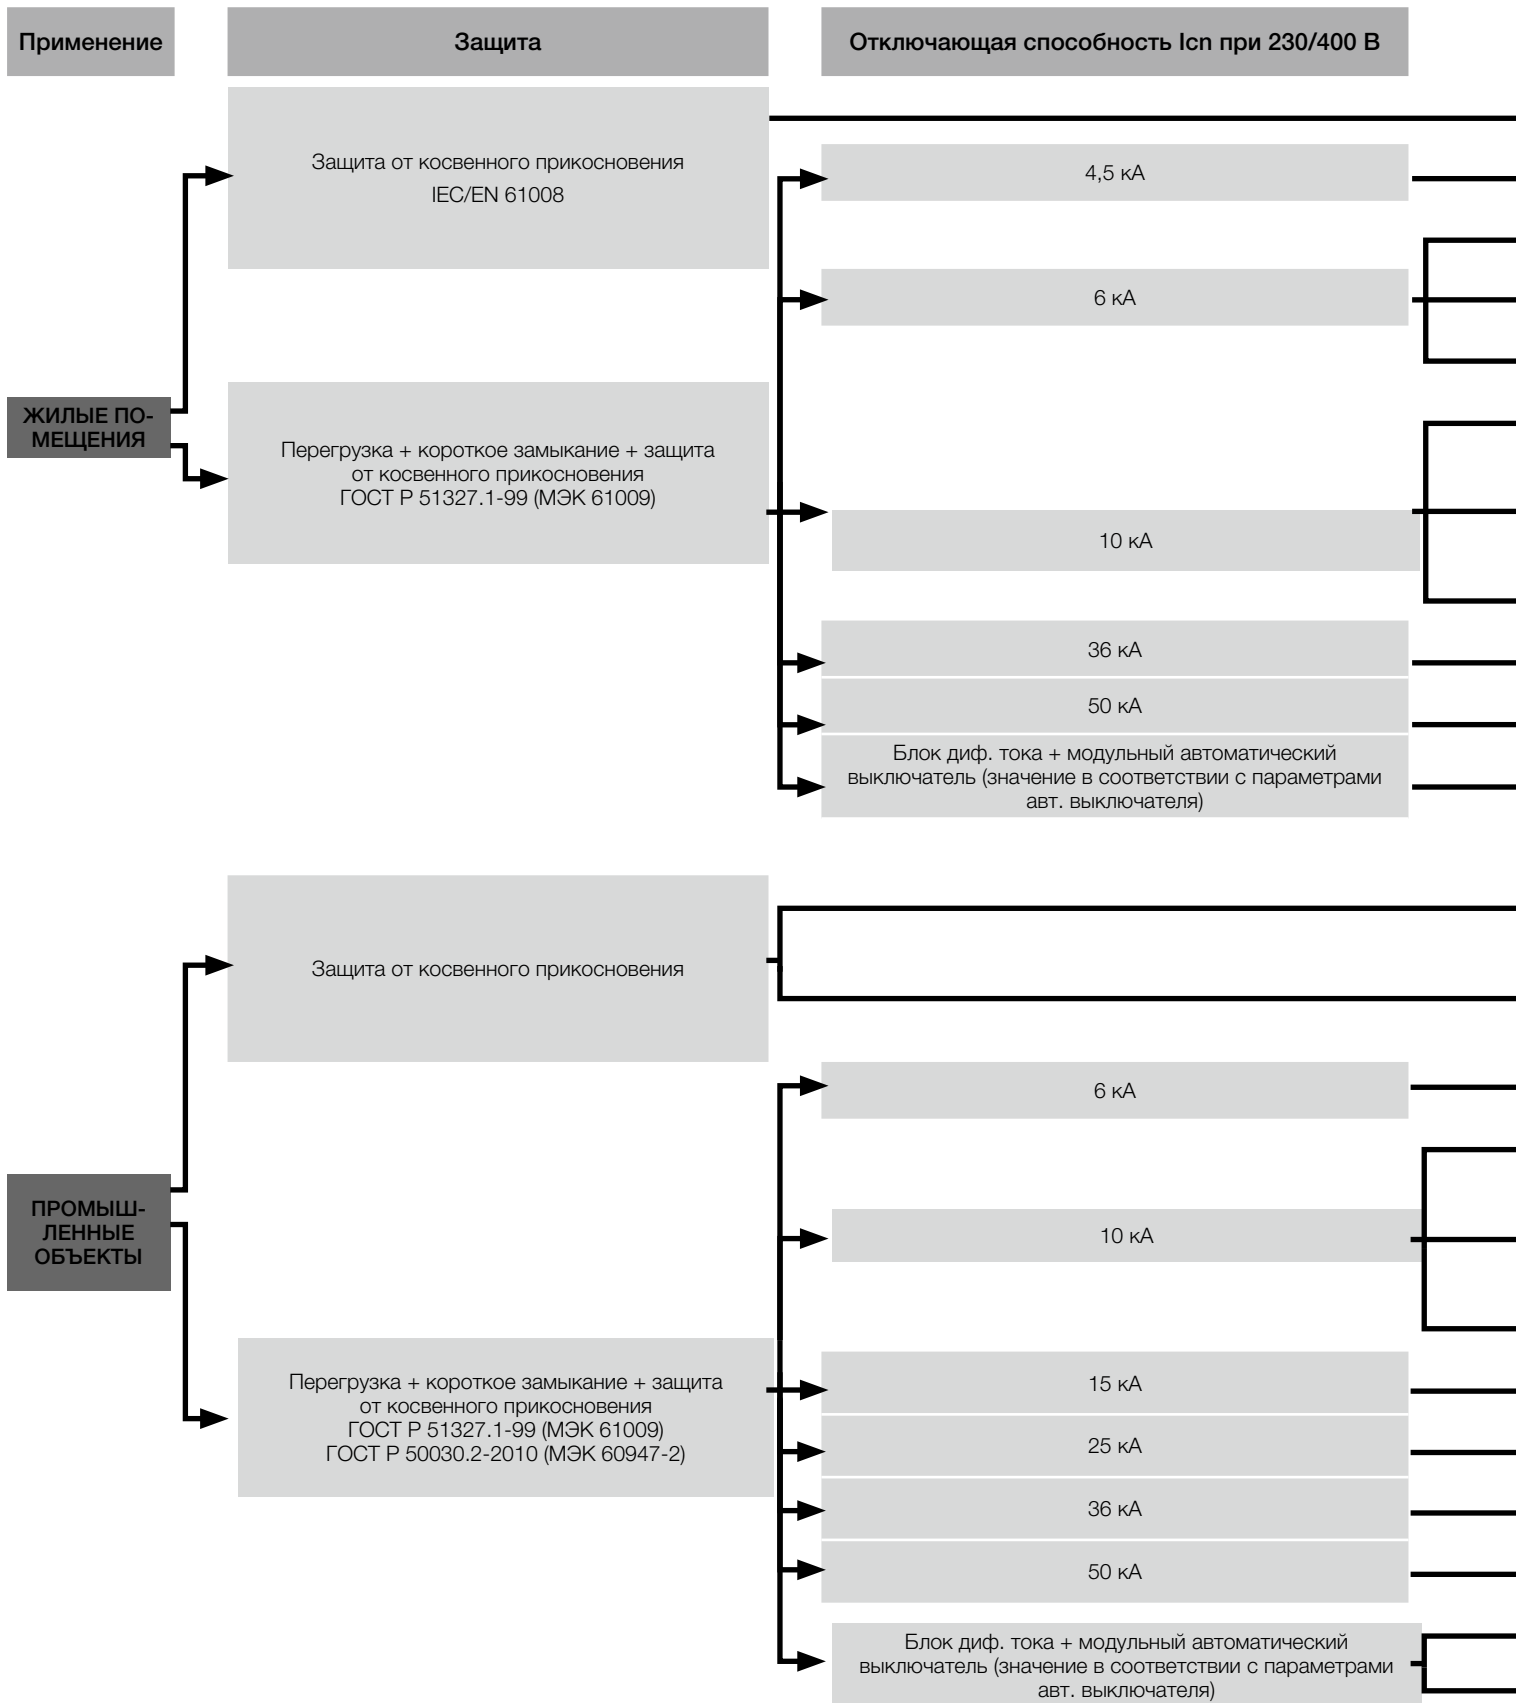 Применение
Защита
Отключающая способность Icn при 230/400 В
Защита от косвенного прикосновения
IEC/EN 61008
4,5 кА
6 кА
ЖИЛЫЕ ПО-
МЕЩЕНИЯ
Перегрузка + короткое замыкание + защита
от косвенного прикосновения
ГОСТ Р 51327.1-99 (МЭК 61009)
10 кА
36 кА
50 кА
Блок диф. тока + модульный автоматический
выключатель (значение в соответствии с параметрами
авт. выключателя)
Защита от косвенного прикосновения
6 кА
ПРОМЫШ-
ЛЕННЫЕ
ОБЪЕКТЫ
10 кА
Перегрузка + короткое замыкание + защита
от косвенного прикосновения
ГОСТ Р 51327.1-99 (МЭК 61009)
ГОСТ Р 50030.2-2010 (МЭК 60947-2)
15 кА
25 кА
36 кА
50 кА
Блок диф. тока + модульный автоматический
выключатель (значение в соответствии с параметрами
авт. выключателя)